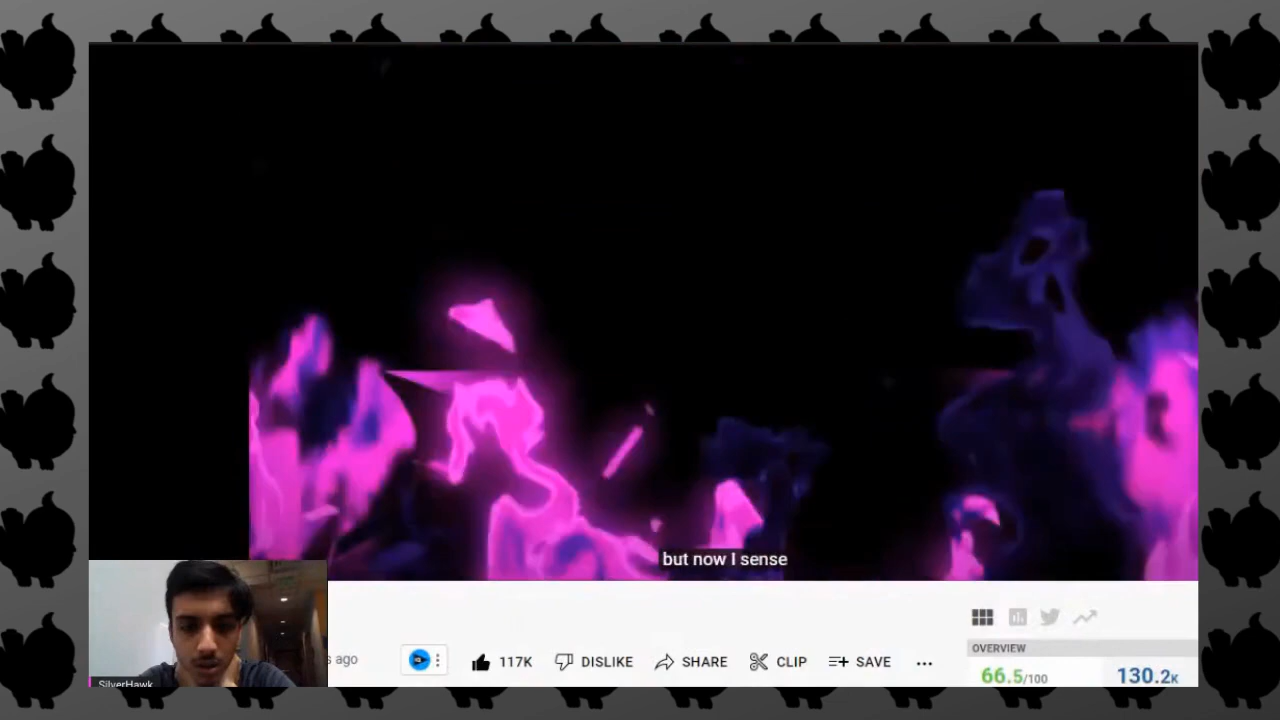 but now I sense
s ago
117K
DISLIKE
SHARE
CLIP
SAVE
OVERVIEW
66.5/100
130.2K
SilverHawk